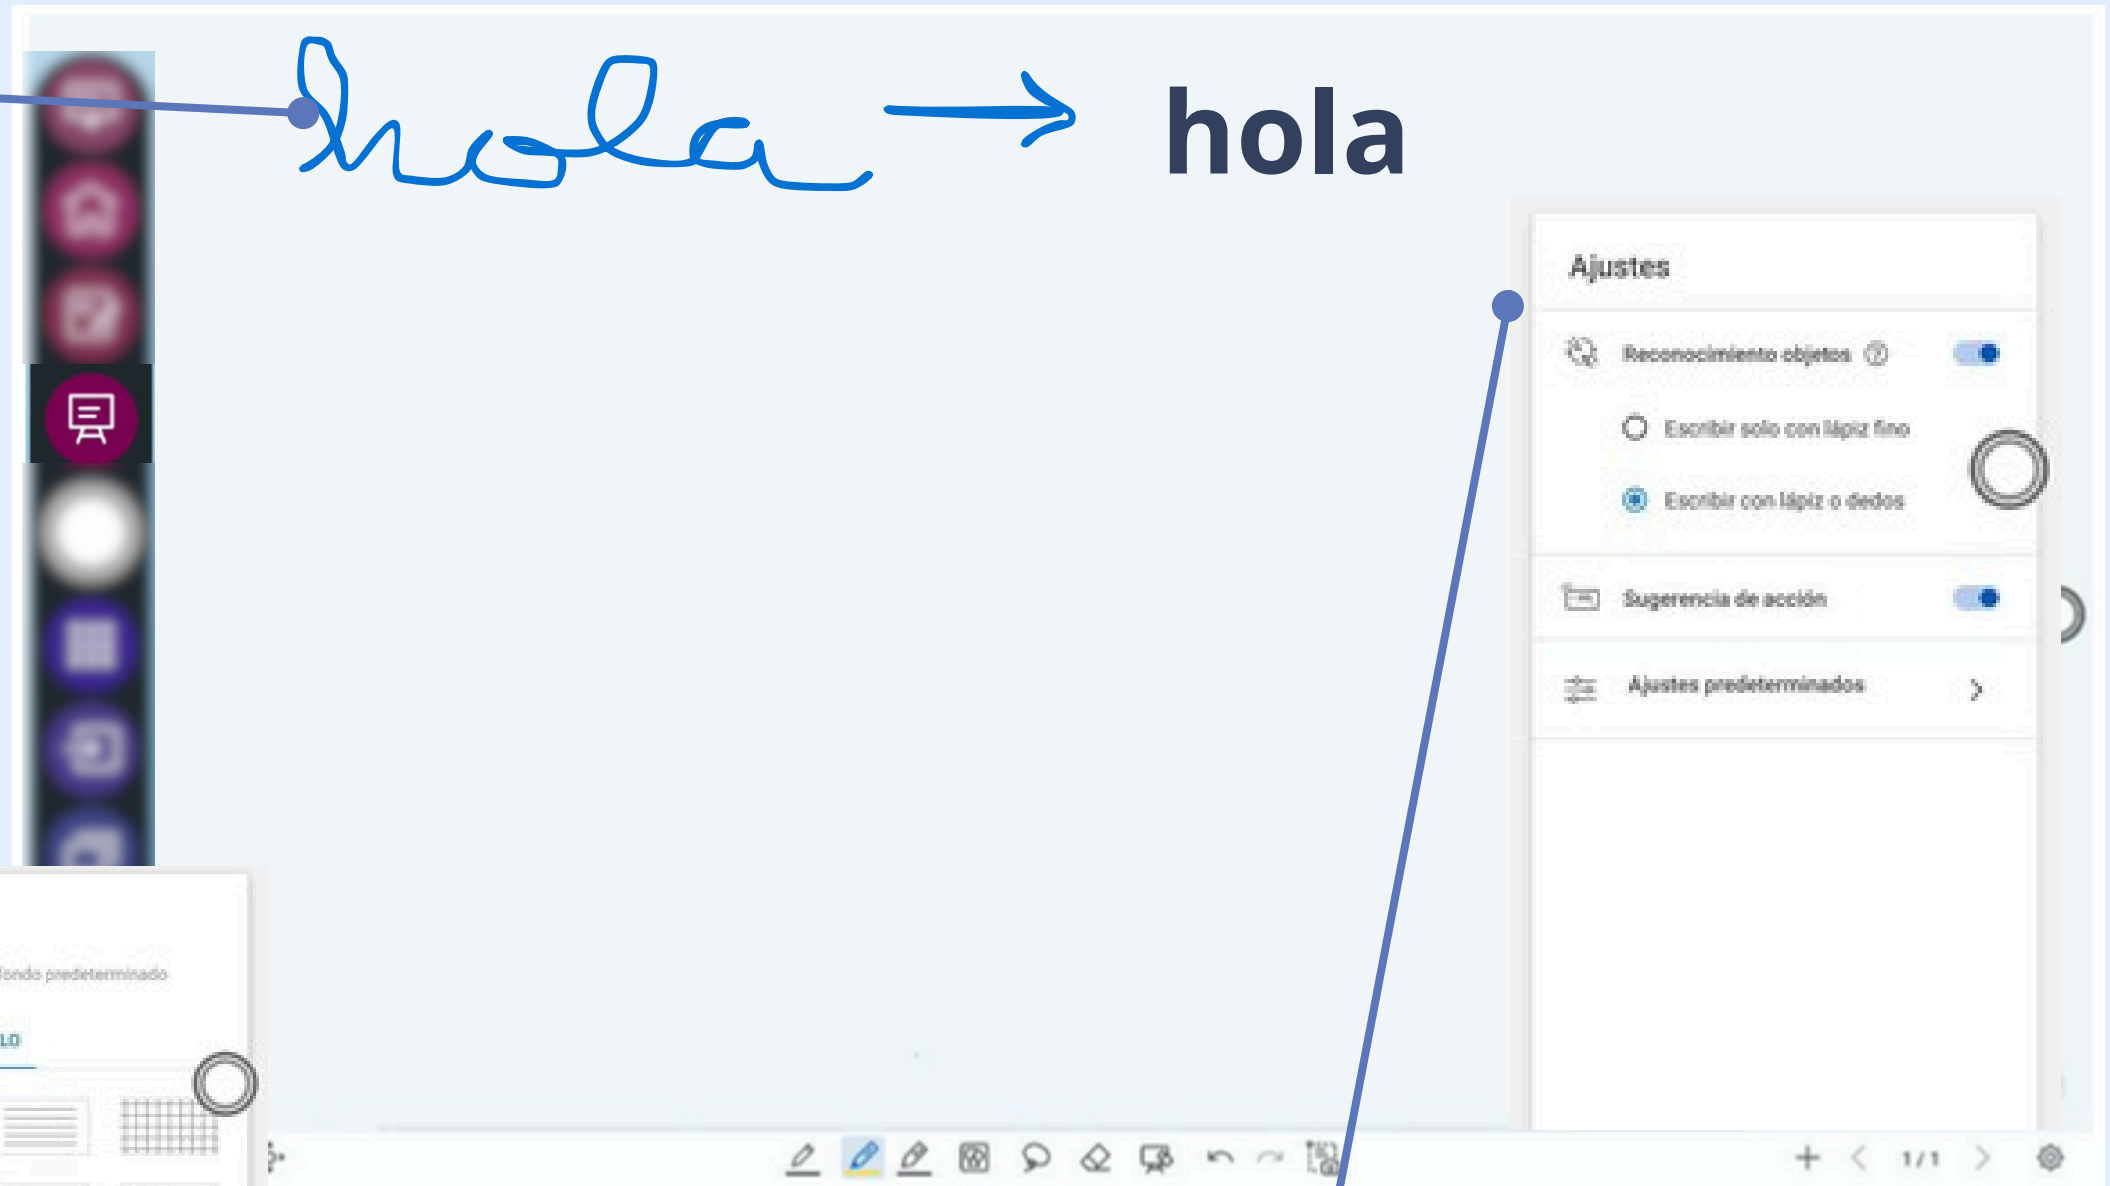 hola → hola
Ajustes
Reconocimiento objetos
Escribir solo con lápiz fino
Escribir con lápiz o dedos
Sugerencia de acción
Ajustes predeterminados
fondo predeterminado
LO
1/1